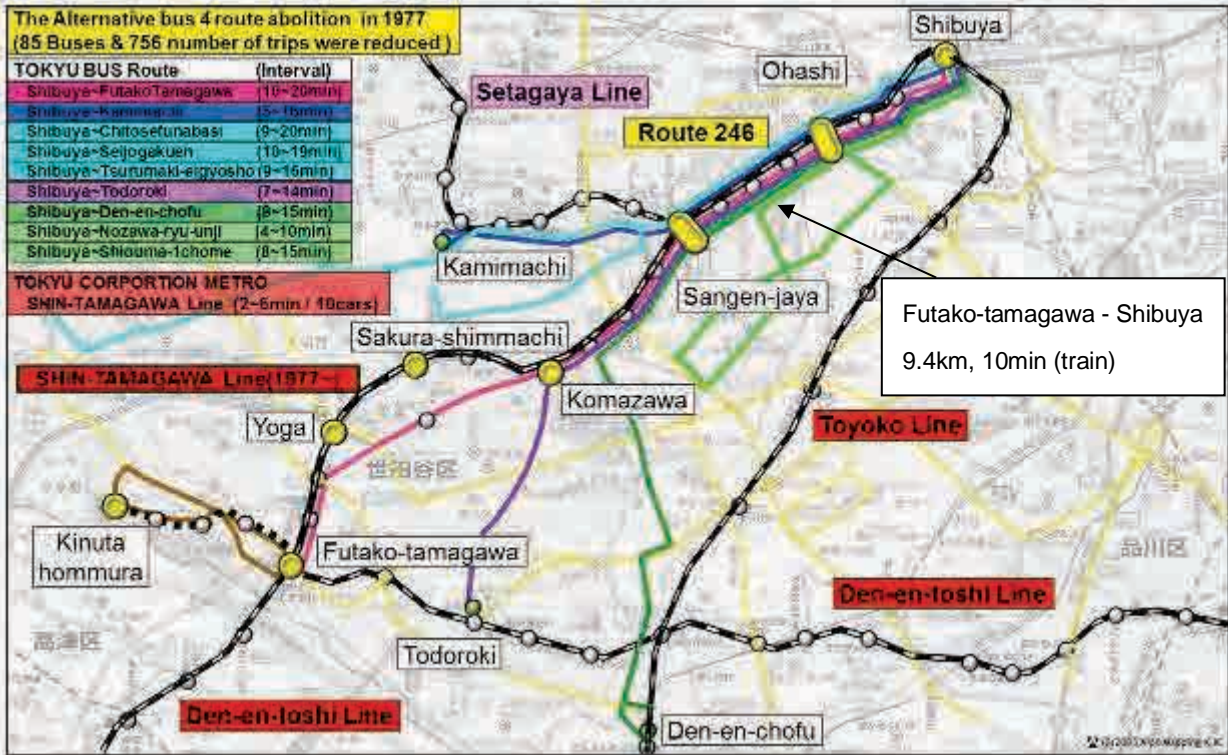 The Alternative bus 4 route abolition in 1977
(85 Buses & 756 number of trips were reduced )
TOKYU BUS Route (Interval)
Shibuya~FutakoTamagawa (10~20min)
Shibuya~Kamimachi (5~16min)
Shibuya~Chitosefunabasi (9~20min)
Shibuya~Seijogakuen (10~19min)
Shibuya~Tsurumaki-eigyosho (9~16min)
Shibuya~Todoroki (7~14min)
Shibuya~Den-en-chofu (8~15min)
Shibuya~Nozawa-ryu-unji (4~10min)
Shibuya~Shiouma-1chome (8~15min)
TOKYU CORPORTION METRO
SHIN-TAMAGAWA Line (2~6min / 10cars)
Shibuya
Ohashi
Setagaya Line
Route 246
Kamimachi
Sangen-jaya
Futako-tamagawa - Shibuya
9.4km, 10min (train)
Sakura-shimmachi
SHIN-TAMAGAWA Line(1977~
Komazawa
Yoga
Toyoko Line
世田谷区
Kinuta
hommura
Futako-tamagawa
品川区
Den-en-toshi Line
高津区
Todoroki
Den-en-toshi Line
Den-en-chofu